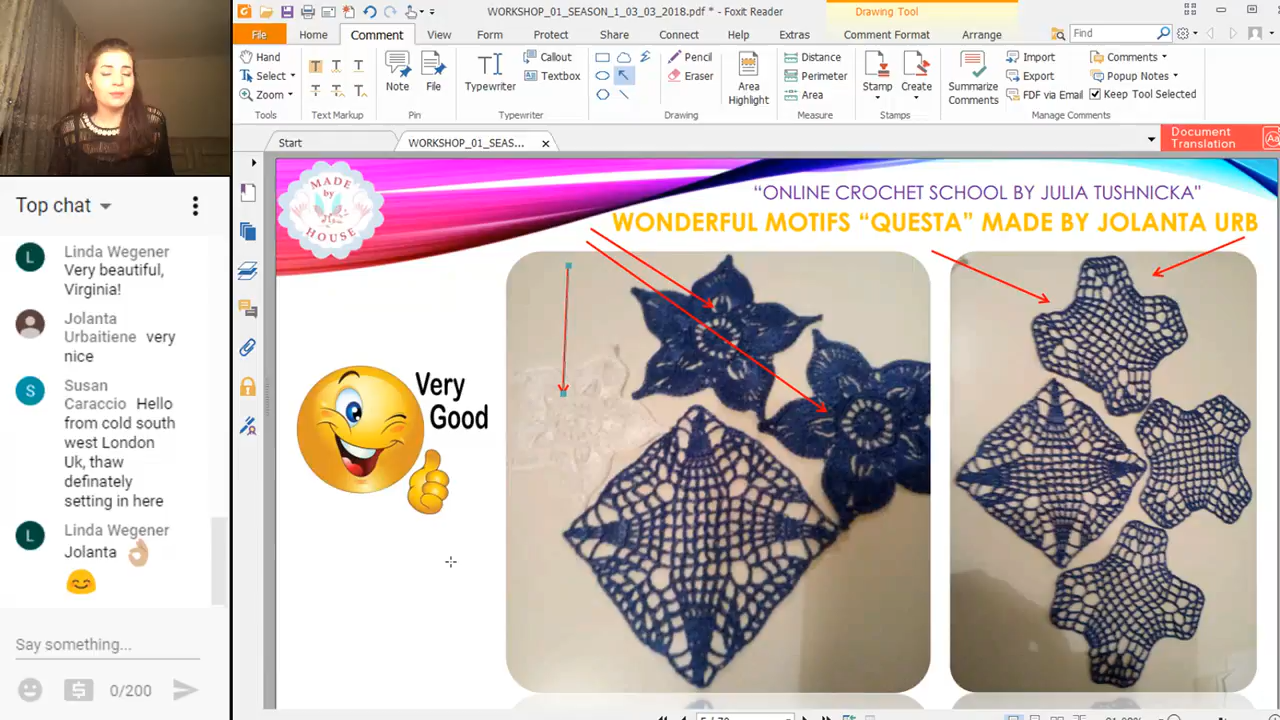 WORKSHOP_01_SEASON_1_03_03_2018.pdf * - Foxit Reader
Drawing Tool
File
Home
Comment
View
Form
Protect
Share
Connect
Help
Extras
Comment Format
Arrange
Find
Hand
Select
Zoom
Tools
Text Markup
Note
File
Pin
Typewriter
Callout
Textbox
Typewriter
Pencil
Eraser
Drawing
Area
Highlight
Distance
Perimeter
Area
Measure
Stamp
Create
Stamps
Summarize
Comments
Import
Export
FDF via Email
Comments
Popup Notes
Keep Tool Selected
Manage Comments
Start
WORKSHOP_01_SEAS...
Document
Translation
Top chat
Linda Wegener
Very beautiful,
Virginia!
Jolanta
Urbaitiene very
nice
Susan
Caraccio Hello
from cold south
west London
Uk, thaw
definately
setting in here
Linda Wegener
Jolanta
Say something...
0/200
MADE
by
HOUSE
"ONLINE CROCHET SCHOOL BY JULIA TUSHNICKA"
WONDERFUL MOTIFS "QUESTA" MADE BY JOLANTA URB
Very
Good